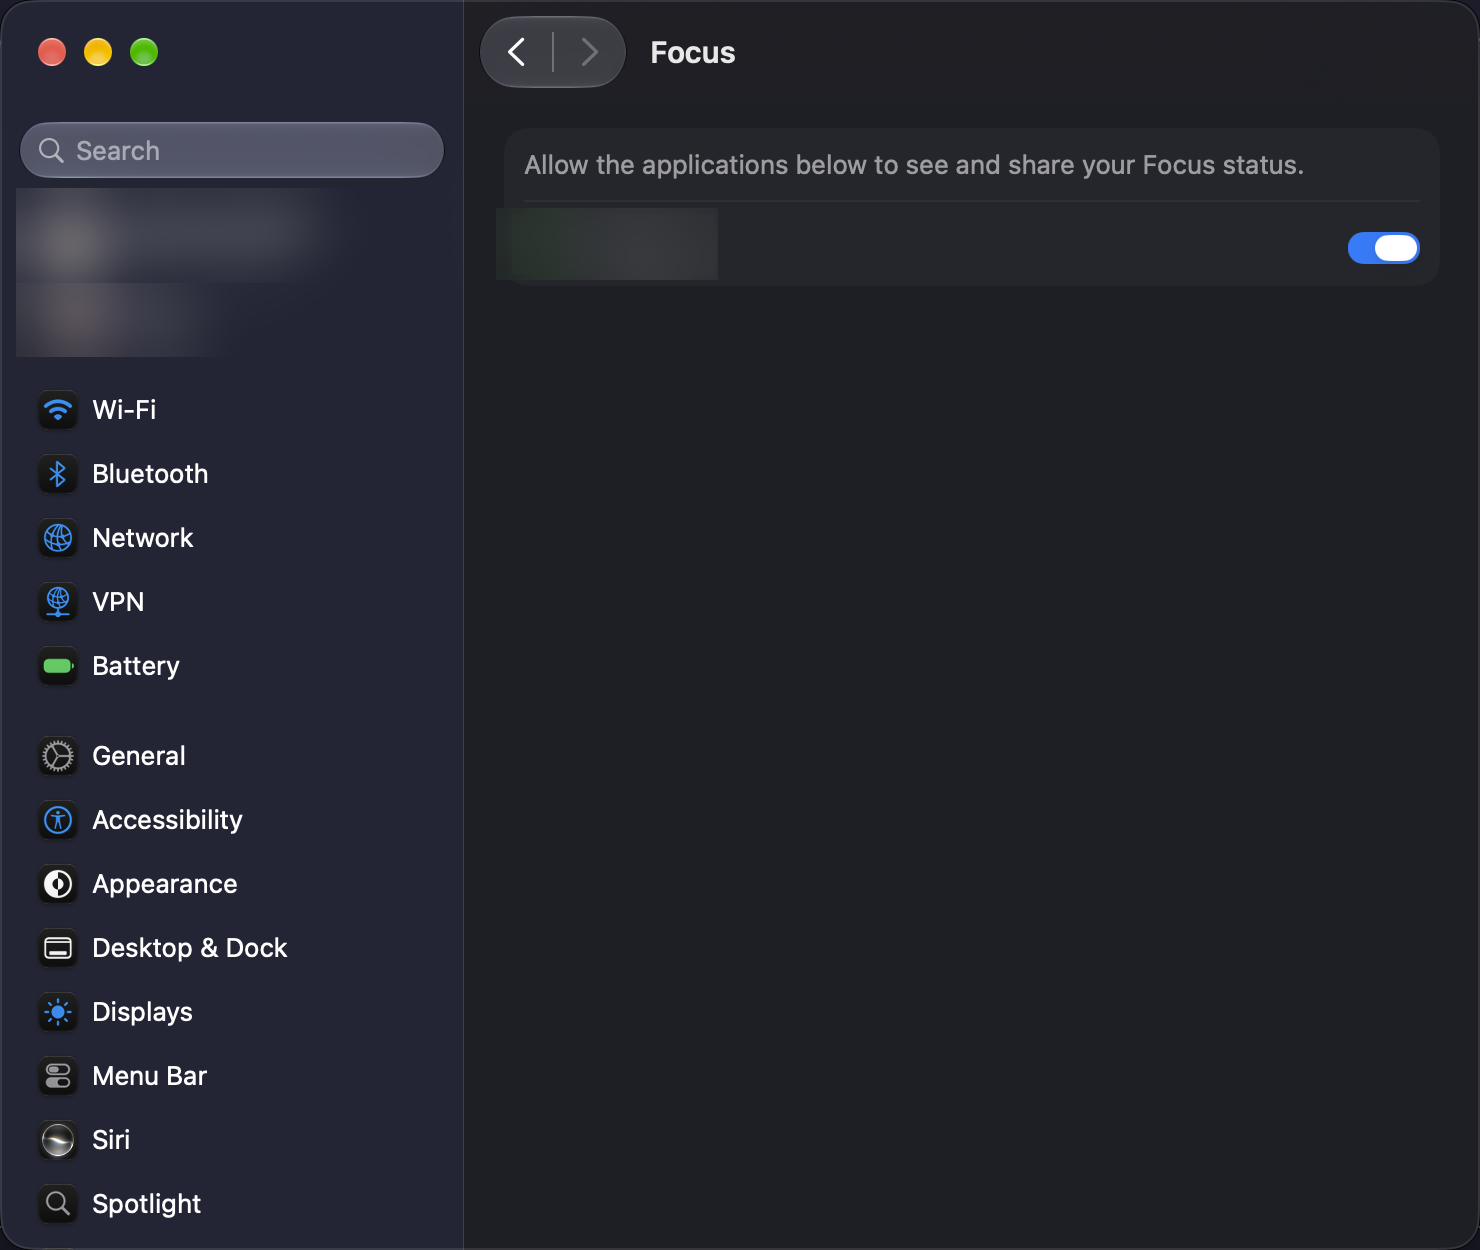 Focus
Search
Allow the applications below to see and share your Focus status.
Wi-Fi
Bluetooth
Network
VPN
Battery
General
Accessibility
Appearance
Desktop & Dock
Displays
Menu Bar
Siri
Spotlight